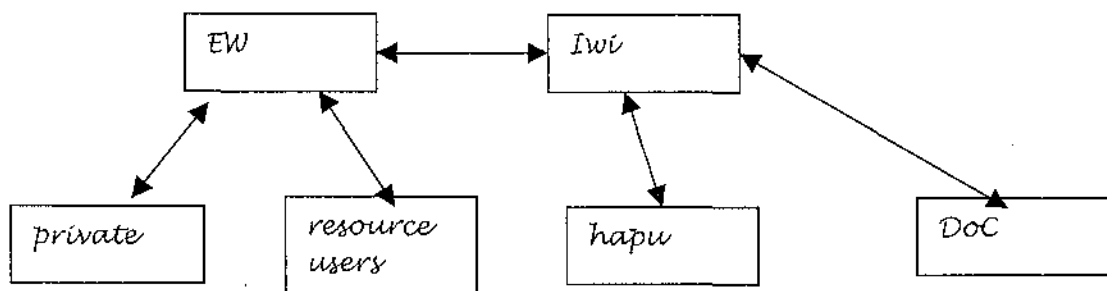 EW
Iwi
private
resource
users
hapu
DoC